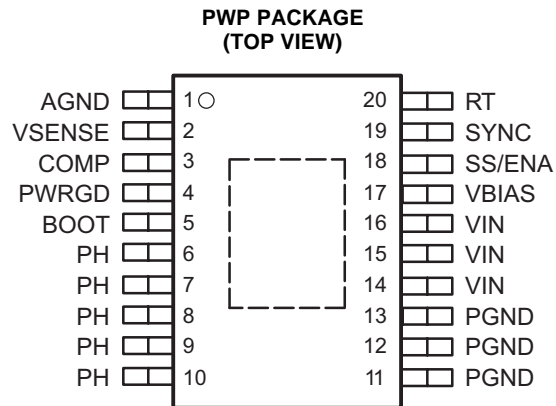 PWP PACKAGE
(TOP VIEW)
AGND 1 20 RT
VSENSE 2 19 SYNC
COMP 3 18 SS/ENA
PWRGD 4 17 VBIAS
BOOT 5 16 VIN
PH 6 15 VIN
PH 7 14 VIN
PH 8 13 PGND
PH 9 12 PGND
PH 10 11 PGND